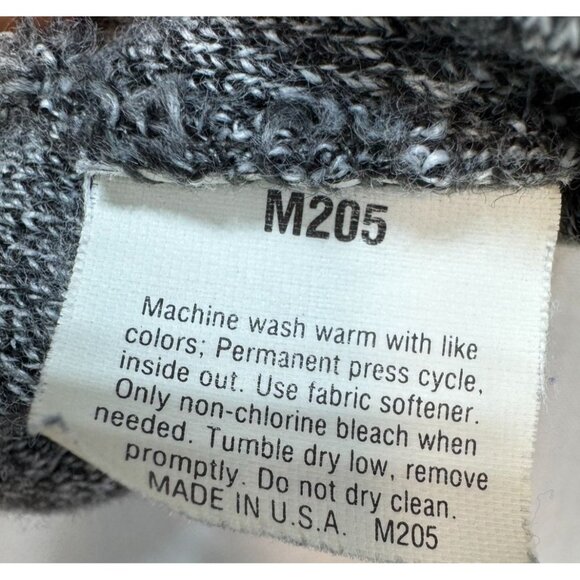 M205
Machine wash warm with like
colors; Permanent press cycle,
inside out. Use fabric softener.
Only non-chlorine bleach when
needed. Tumble dry low, remove
promptly. Do not dry clean.
MADE IN U.S.A. M205